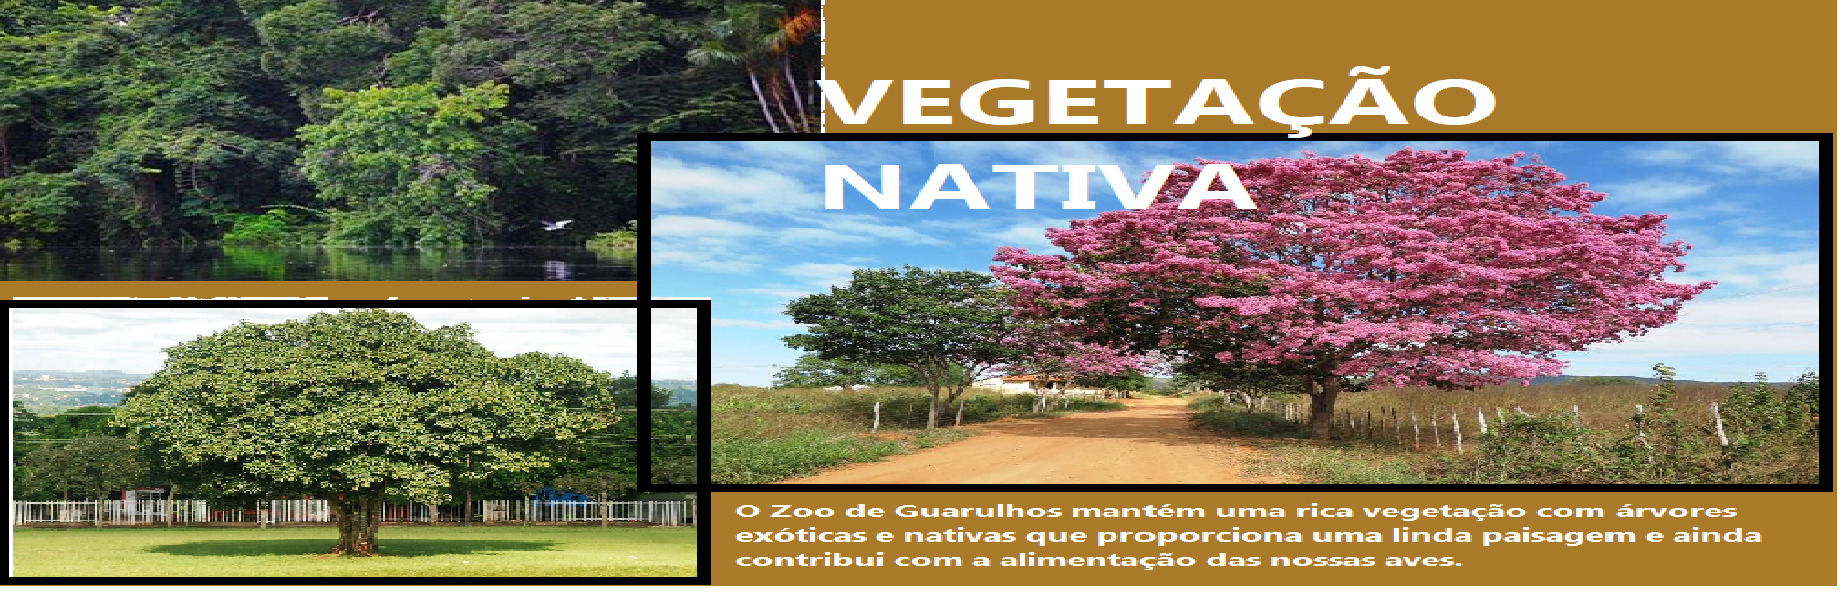 VEGETAÇÃO
NATIVA
O Zoo de Guarulhos mantém uma rica vegetação com árvores
exóticas e nativas que proporciona uma linda paisagem e ainda
contribui com a alimentação das nossas aves.